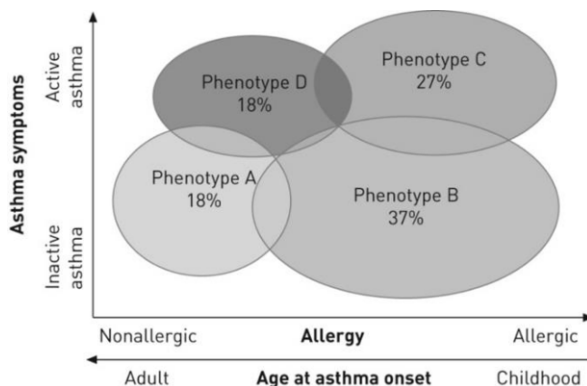 Asthma symptoms
Active
asthma
Inactive
asthma
Phenotype D
18%
Phenotype C
27%
Phenotype A
18%
Phenotype B
37%
Nonallergic
Allergy
Allergic
Adult
Age at asthma onset
Childhood